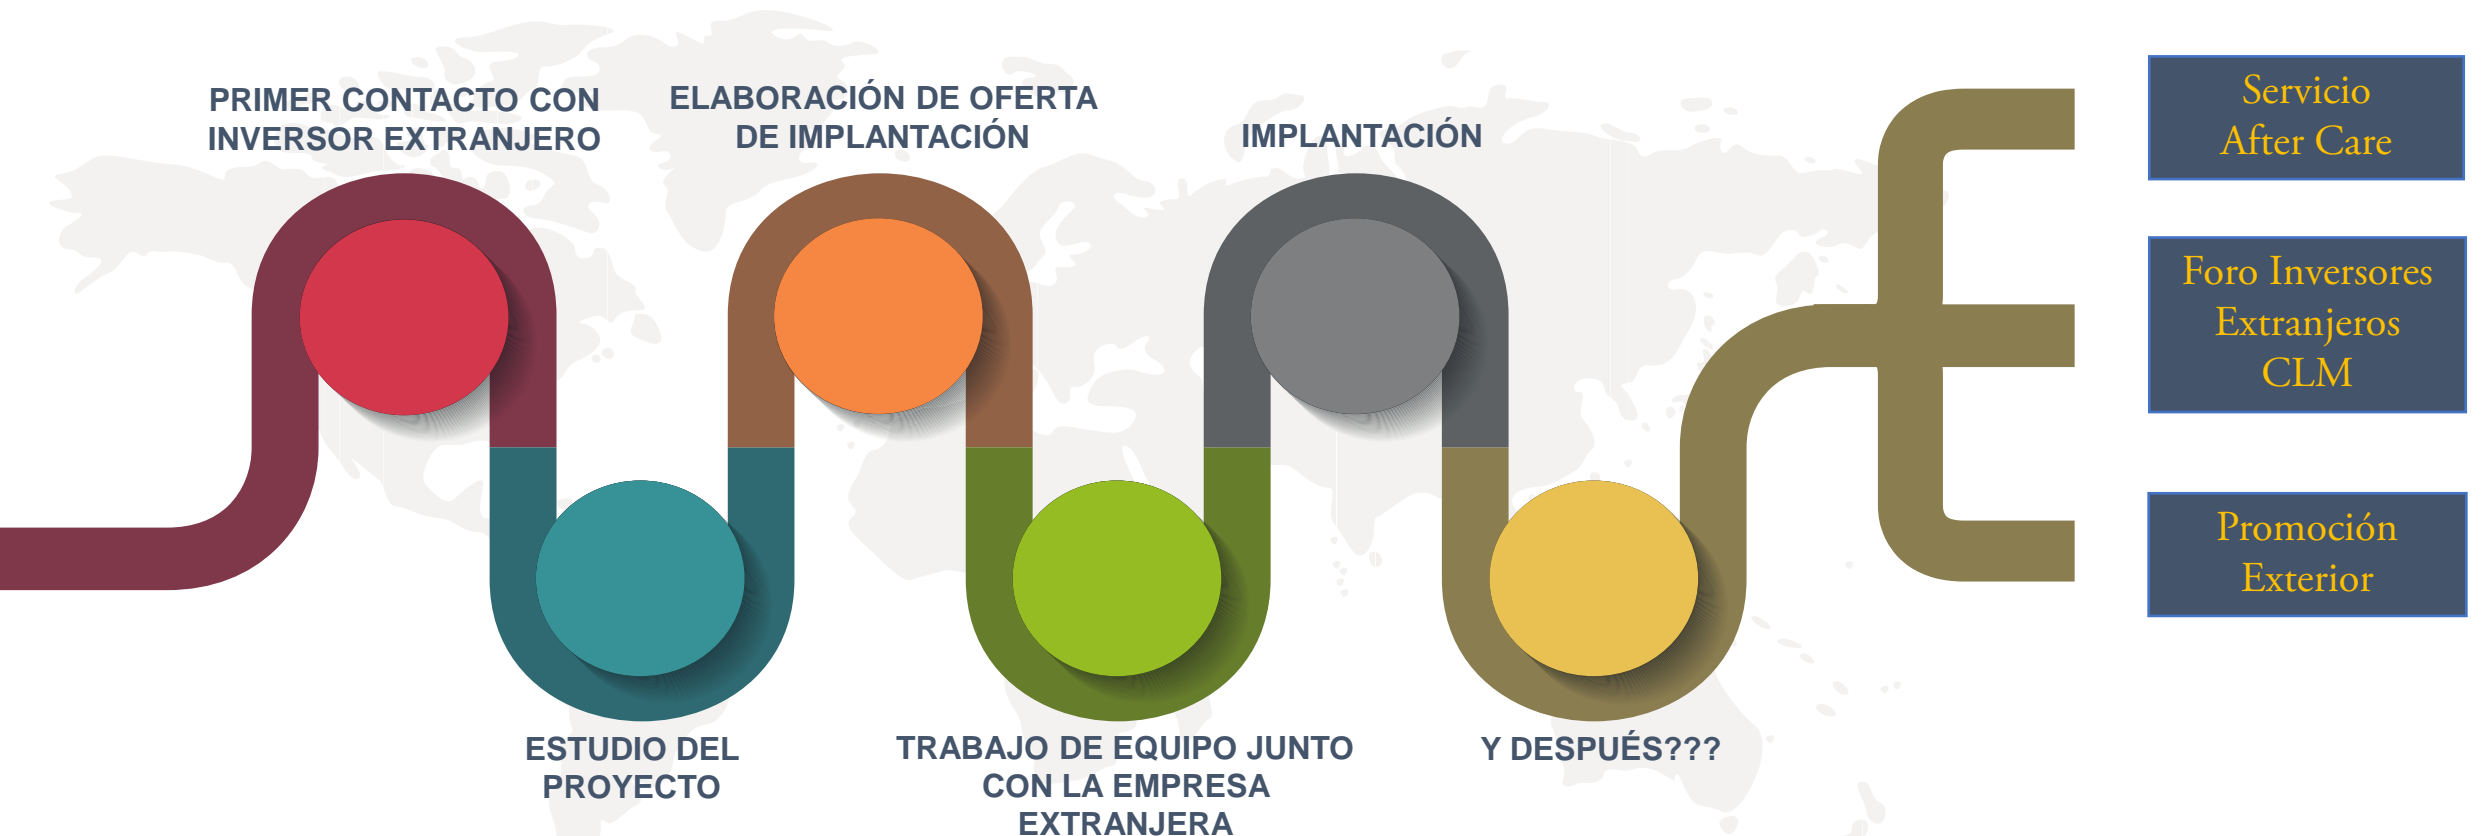 PRIMER CONTACTO CON
INVERSOR EXTRANJERO
ESTUDIO DEL
PROYECTO
ELABORACIÓN DE OFERTA
DE IMPLANTACIÓN
TRABAJO DE EQUIPO JUNTO
CON LA EMPRESA
EXTRANJERA
IMPLANTACIÓN
Y DESPUÉS???
Servicio
After Care
Foro Inversores
Extranjeros
CLM
Promoción
Exterior